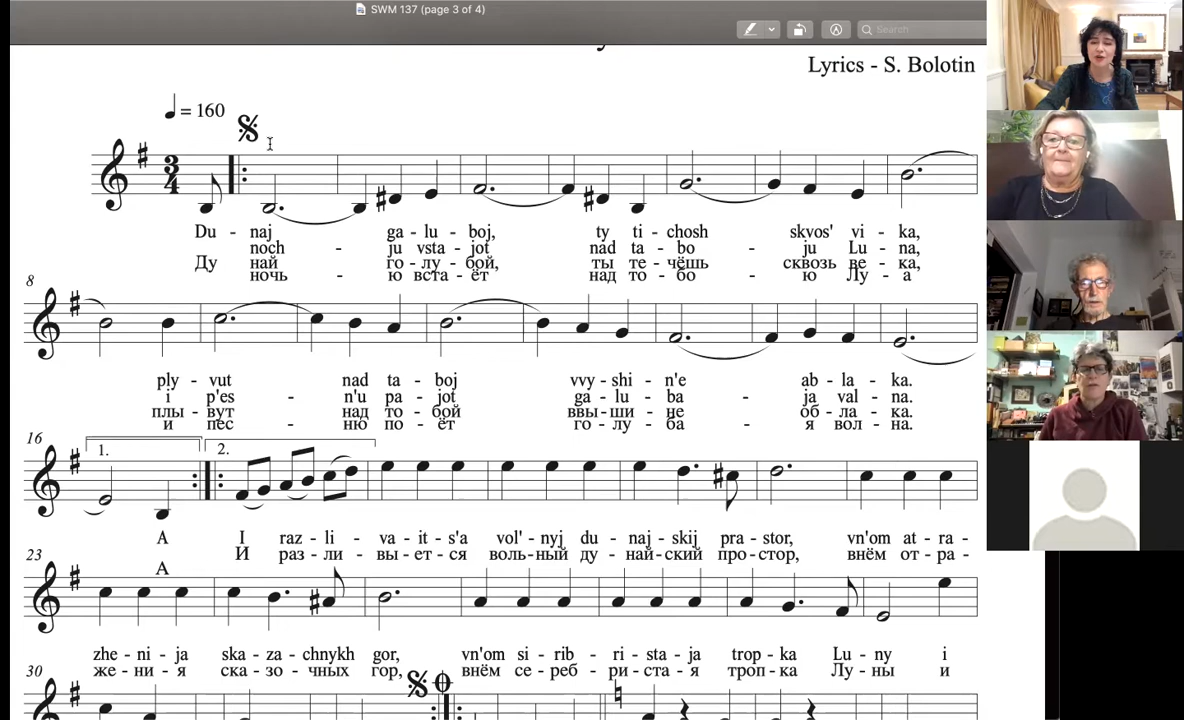 SWM 137 (page 3 of 4)
Search
Lyrics - S. Bolotin
= 160
3
4
Du - naj ga - lu - boj, ty ti - chosh skvos' vi - ka,
noch - ju vsta - jot nad ta - bo - ju Lu - na,
Ду най го - лу - бой, ты те - чёшь сквозь ве - ка,
ночь - ю вста - ёт над то - бо - ю Лу - а
8
ply - vut nad ta - boj vvy - shi - n'e ab - la - ka.
i p'es - n'u pa - jot ga - lu - ba - ja val - na.
плы - вут над то - бой ввы - ши - не об - ла - ка.
и пес - ню по - ёт го - лу - ба - я вол - на.
16
1. 2.
A I raz - li - va - it - s'a vol' - nyj du - naj - skij pra - stor, vn'om at - ra -
И раз - ли - вы - ет - ся воль - ный ду - най - ский про - стор, внём от - ра -
А
23
zhe - ni - ja ska - za - chnykh gor, vn'om si - rib - ri - sta - ja trop - ka Lu - ny i
же - ни - я ска - зо - чных гор, внём се - реб - ри - ста - я троп - ка Лу - ны и
30